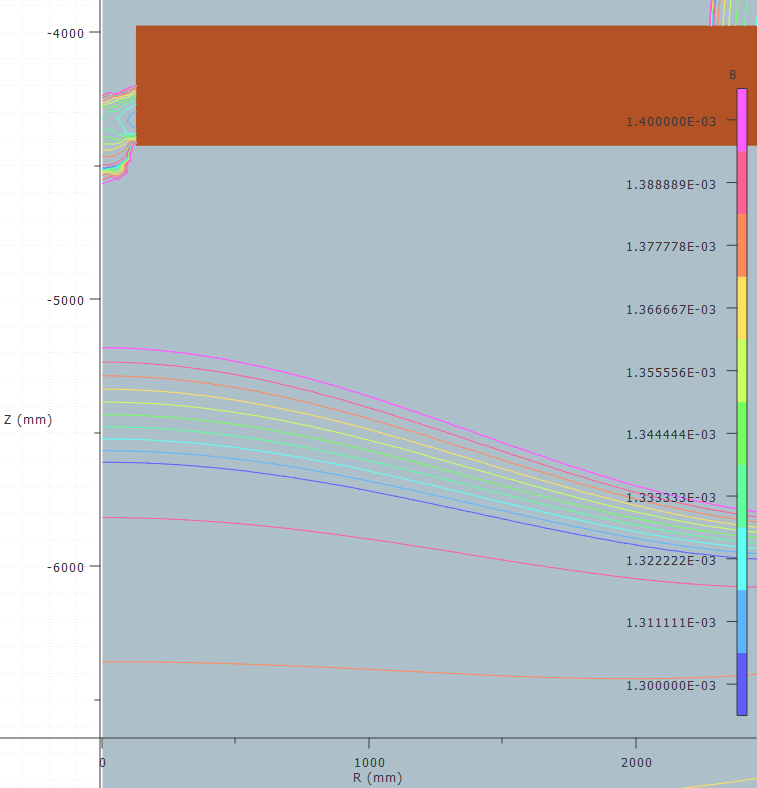 -4000
B
1.400000E-03
1.388889E-03
1.377778E-03
-5000
1.366667E-03
1.355556E-03
Z (mm)
1.344444E-03
1.333333E-03
-6000
1.322222E-03
1.311111E-03
1.300000E-03
0 1000 2000
R (mm)